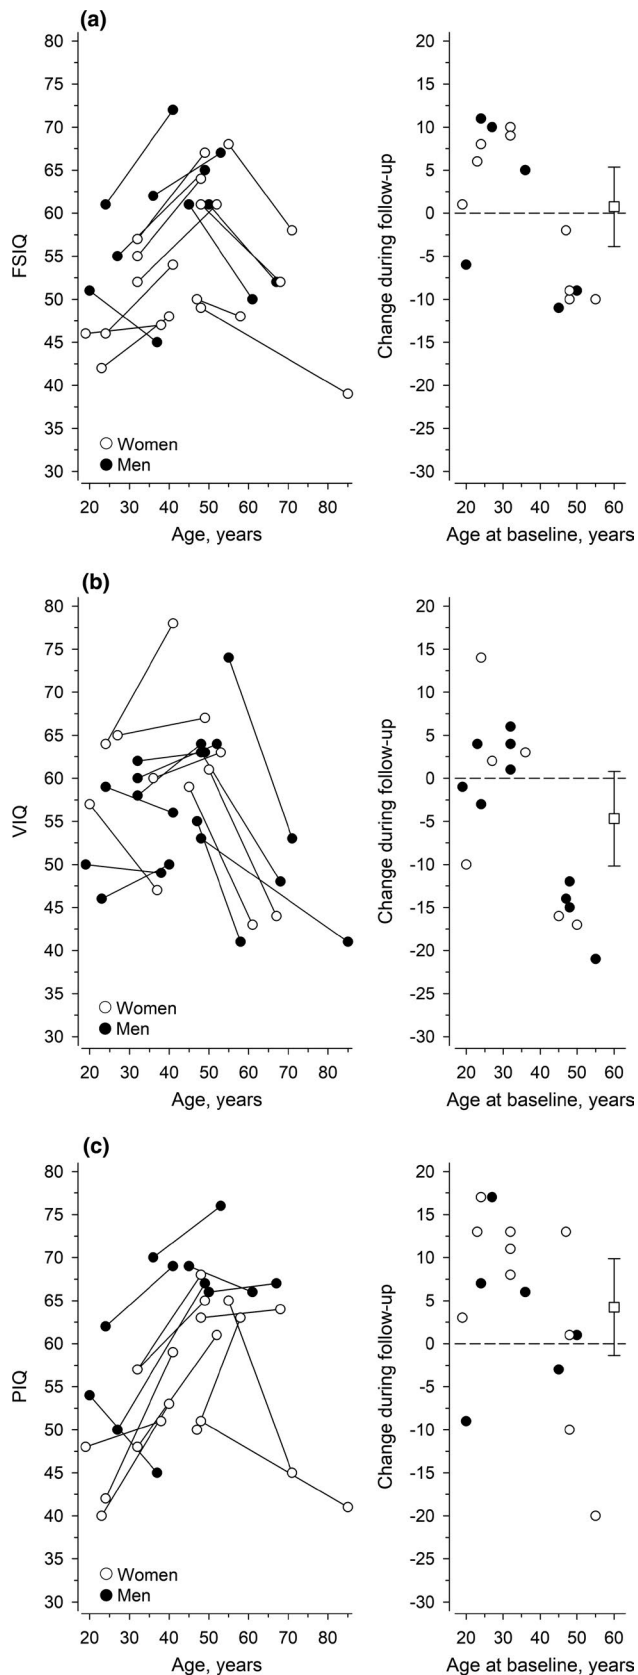 (a)
80
75
70
65
60
55
50
45
40
35
30
FSIQ
Women
Men
20 30 40 50 60 70 80
Age, years
20
15
10
5
0
-5
-10
-15
-20
-25
-30
Change during follow-up
20 30 40 50 60
Age at baseline, years
(b)
80
75
70
65
60
55
50
45
40
35
30
VIQ
Women
Men
20 30 40 50 60 70 80
Age, years
20
15
10
5
0
-5
-10
-15
-20
-25
-30
Change during follow-up
20 30 40 50 60
Age at baseline, years
(c)
80
75
70
65
60
55
50
45
40
35
30
PIQ
Women
Men
20 30 40 50 60 70 80
Age, years
20
15
10
5
0
-5
-10
-15
-20
-25
-30
Change during follow-up
20 30 40 50 60
Age at baseline, years